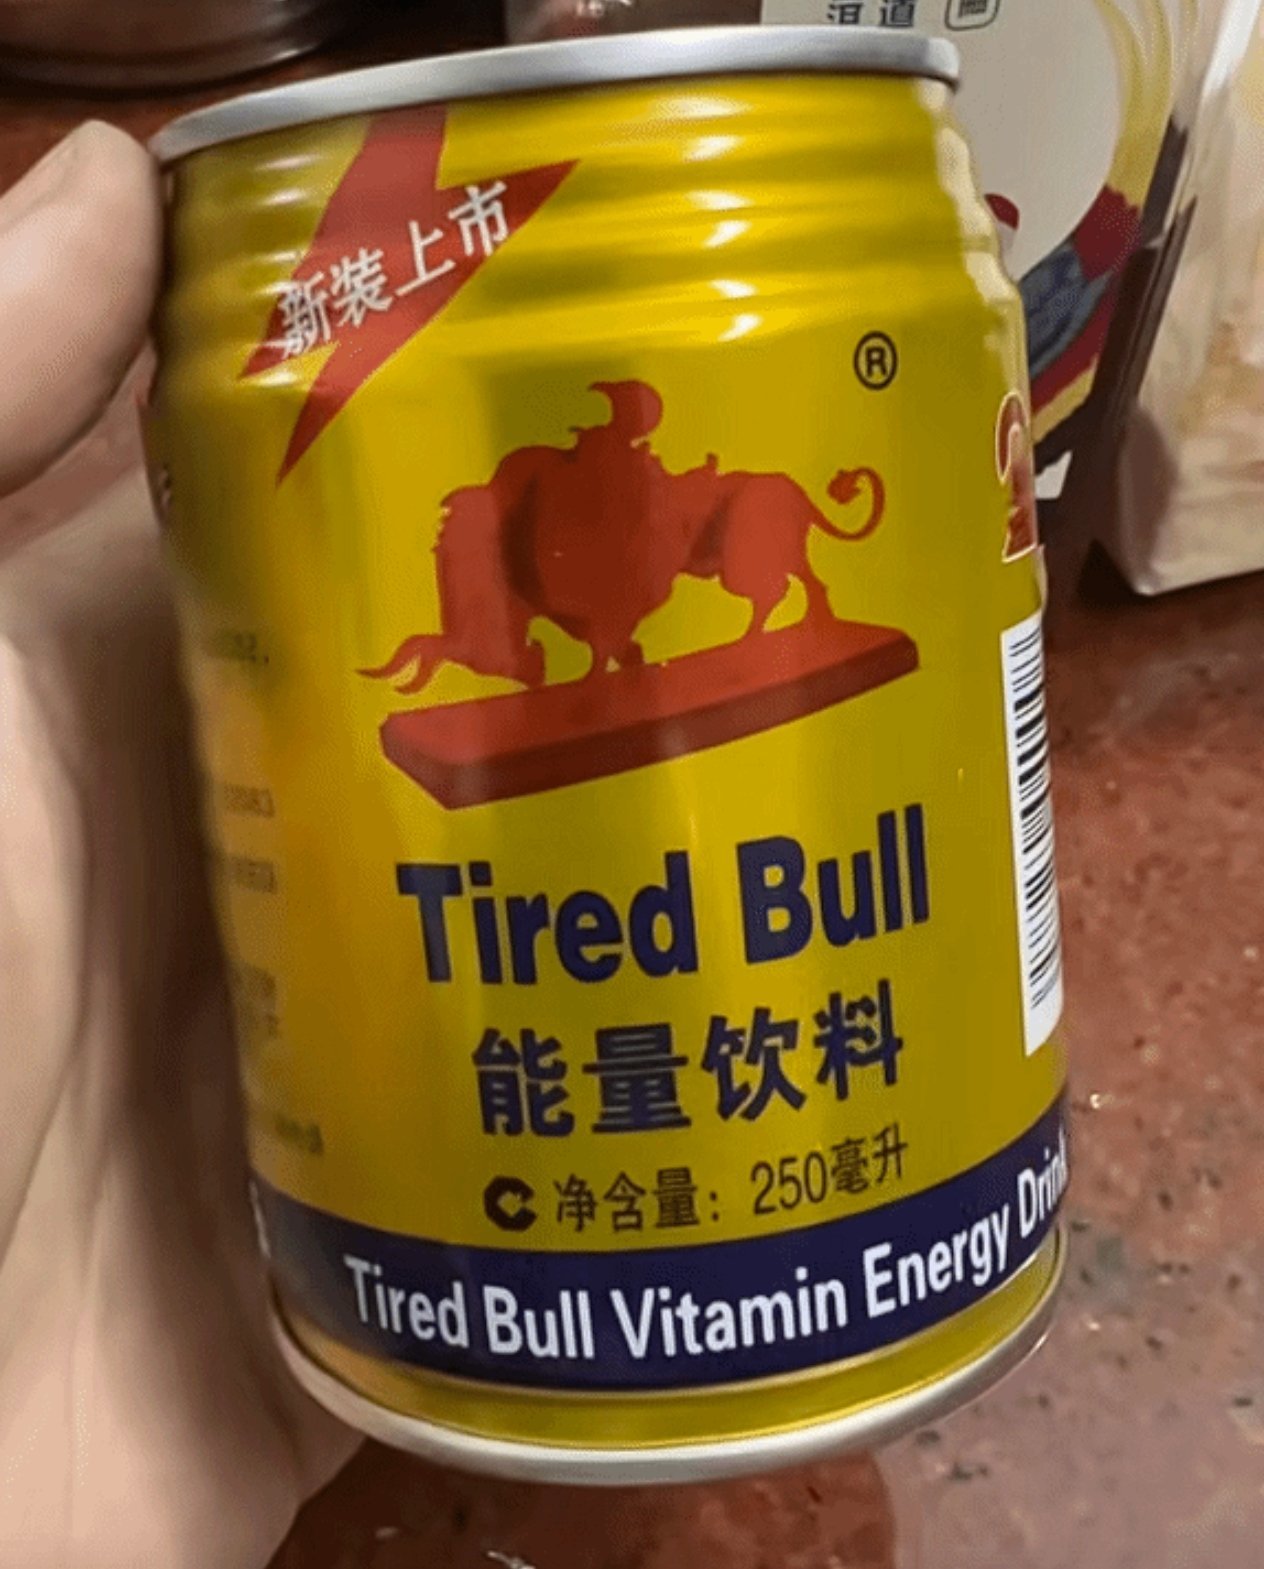 新装上市
®
Tired Bull
能量饮料
C 净含量：250毫升
Tired Bull Vitamin Energy Drink